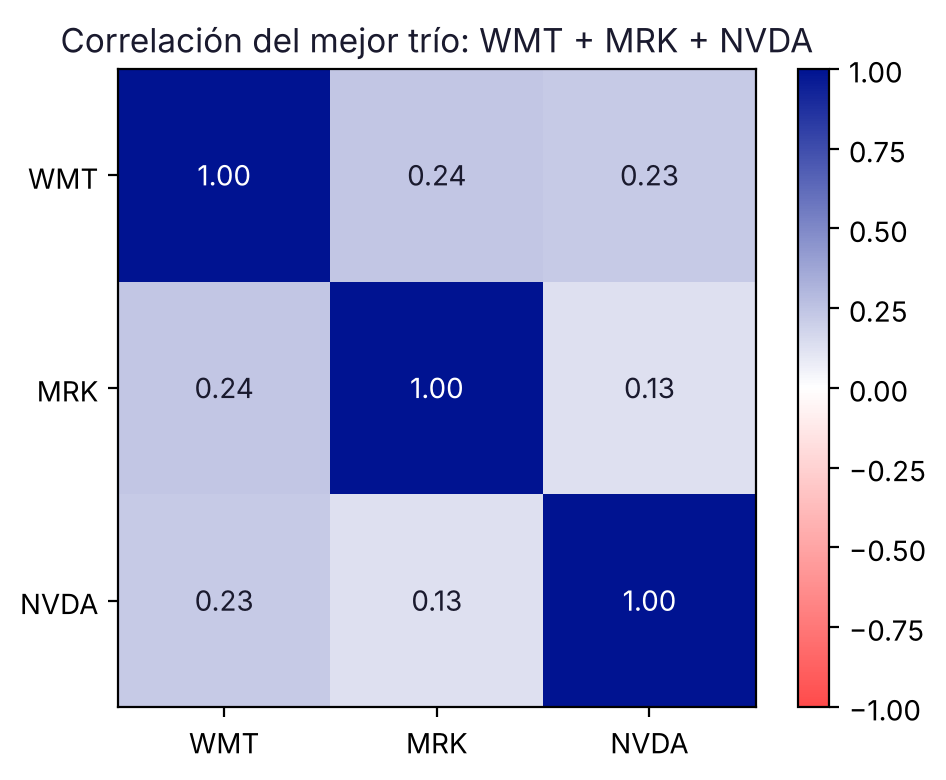 Correlación del mejor trío: WMT + MRK + NVDA
WMT 1.00 0.24 0.23
MRK 0.24 1.00 0.13
NVDA 0.23 0.13 1.00
WMT MRK NVDA
1.00
0.75
0.50
0.25
0.00
−0.25
−0.50
−0.75
−1.00